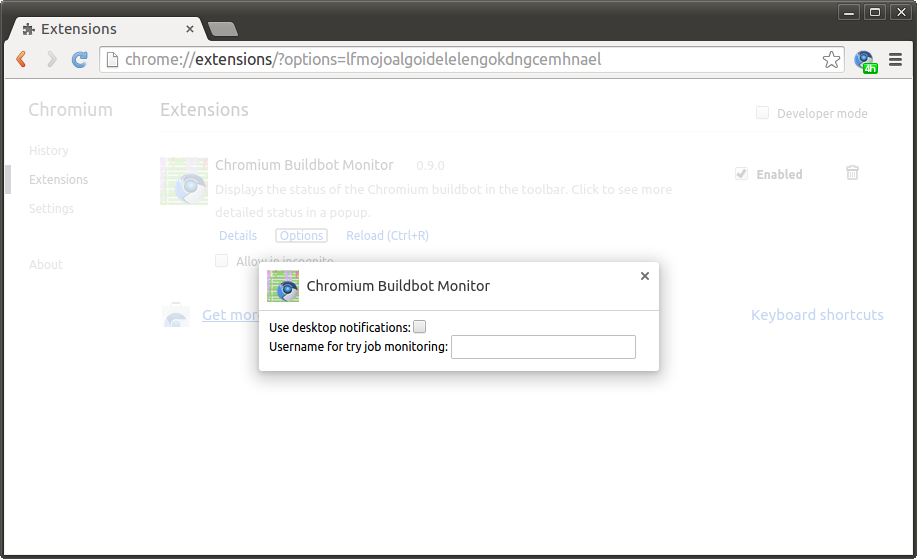 Extensions
chrome://extensions/?options=lfmojoalgoidelelengokdngcemhnael
4h
Chromium
Extensions
Developer mode
History
Extensions
Settings
About
Chromium Buildbot Monitor 0.9.0
Enabled
Displays the status of the Chromium buildbot in the toolbar. Click to see more
detailed status in a popup.
Details Options Reload (Ctrl+R)
Allow in incognito
Get more
Keyboard shortcuts
Chromium Buildbot Monitor
Use desktop notifications:
Username for try job monitoring: